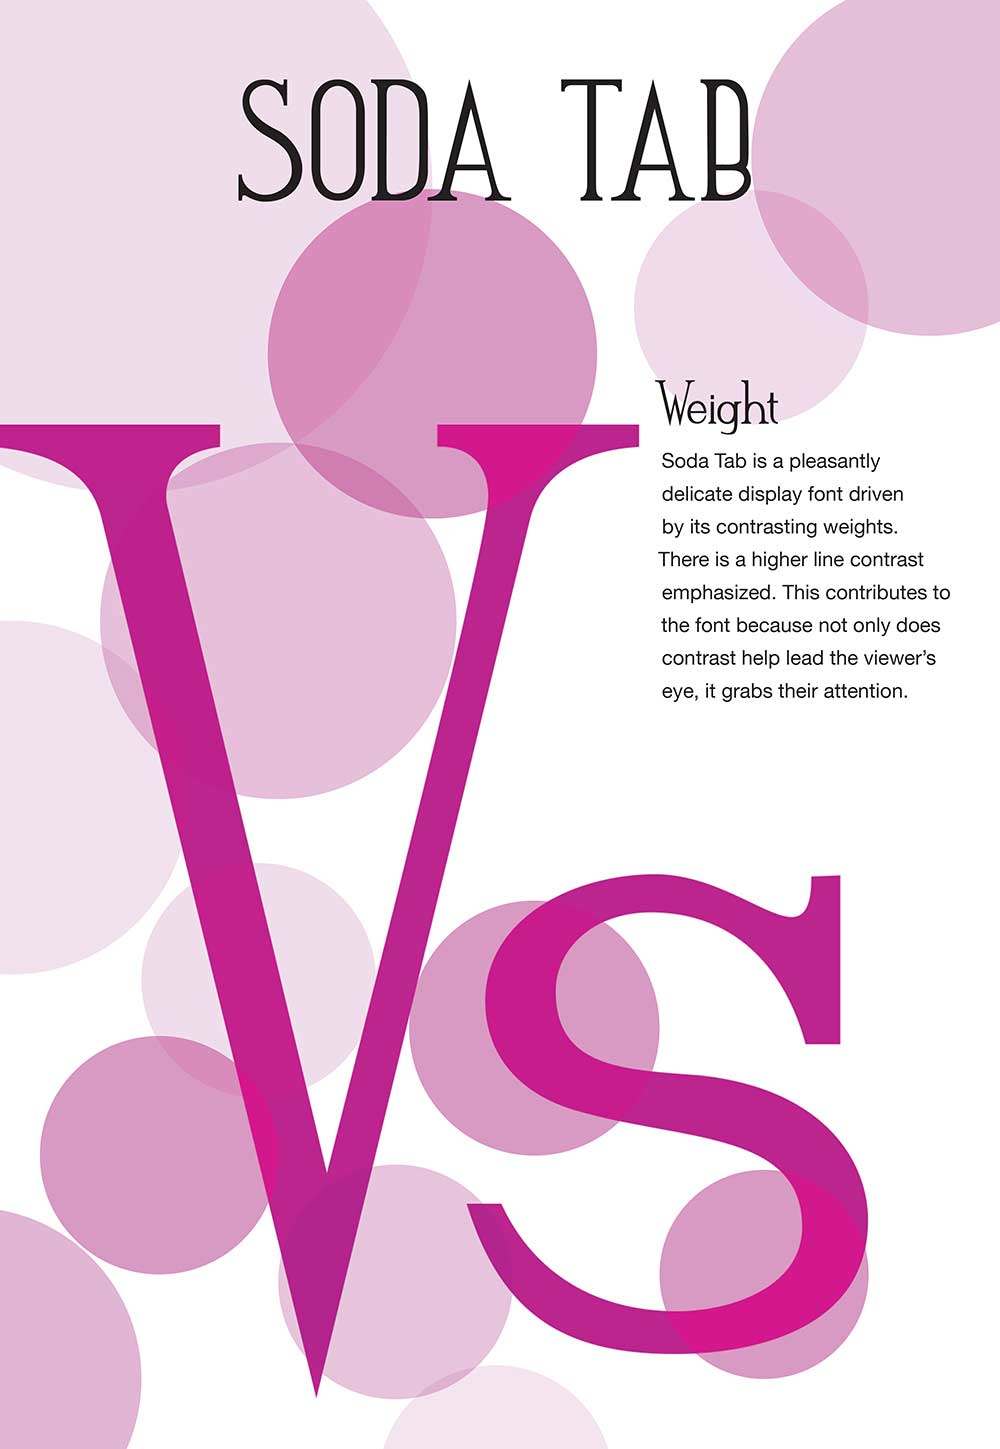 SODA TAB
Weight
Soda Tab is a pleasantly
delicate display font driven
by its contrasting weights.
There is a higher line contrast
emphasized. This contributes to
the font because not only does
contrast help lead the viewer’s
eye, it grabs their attention.
Vs